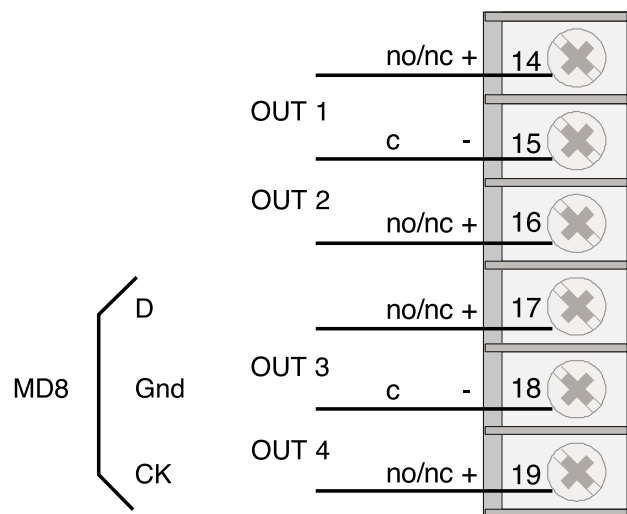 no/nc + 14
OUT 1
c - 15
OUT 2
no/nc + 16
D
no/nc + 17
OUT 3
MD8 Gnd
c - 18
OUT 4
CK
no/nc + 19